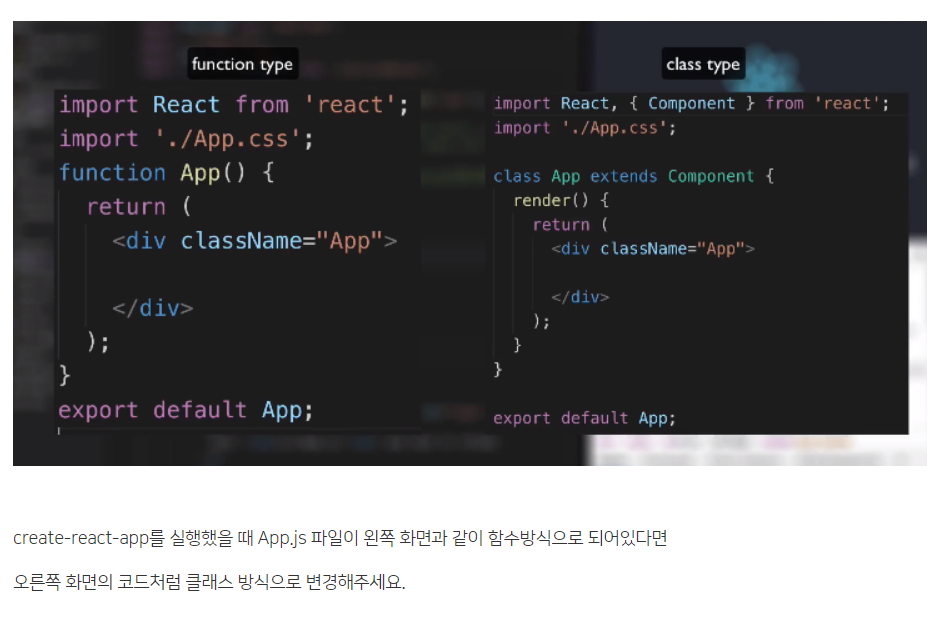 function type
import React from 'react';
import './App.css';
function App() {
return (
<div className="App">
</div>
);
}
export default App;
class type
import React, { Component } from 'react';
import './App.css';
class App extends Component {
render() {
return (
<div className="App">
</div>
);
}
}
export default App;
create-react-app를 실행했을 때 App.js 파일이 왼쪽 화면과 같이 함수방식으로 되어있다면
오른쪽 화면의 코드처럼 클래스 방식으로 변경해주세요.